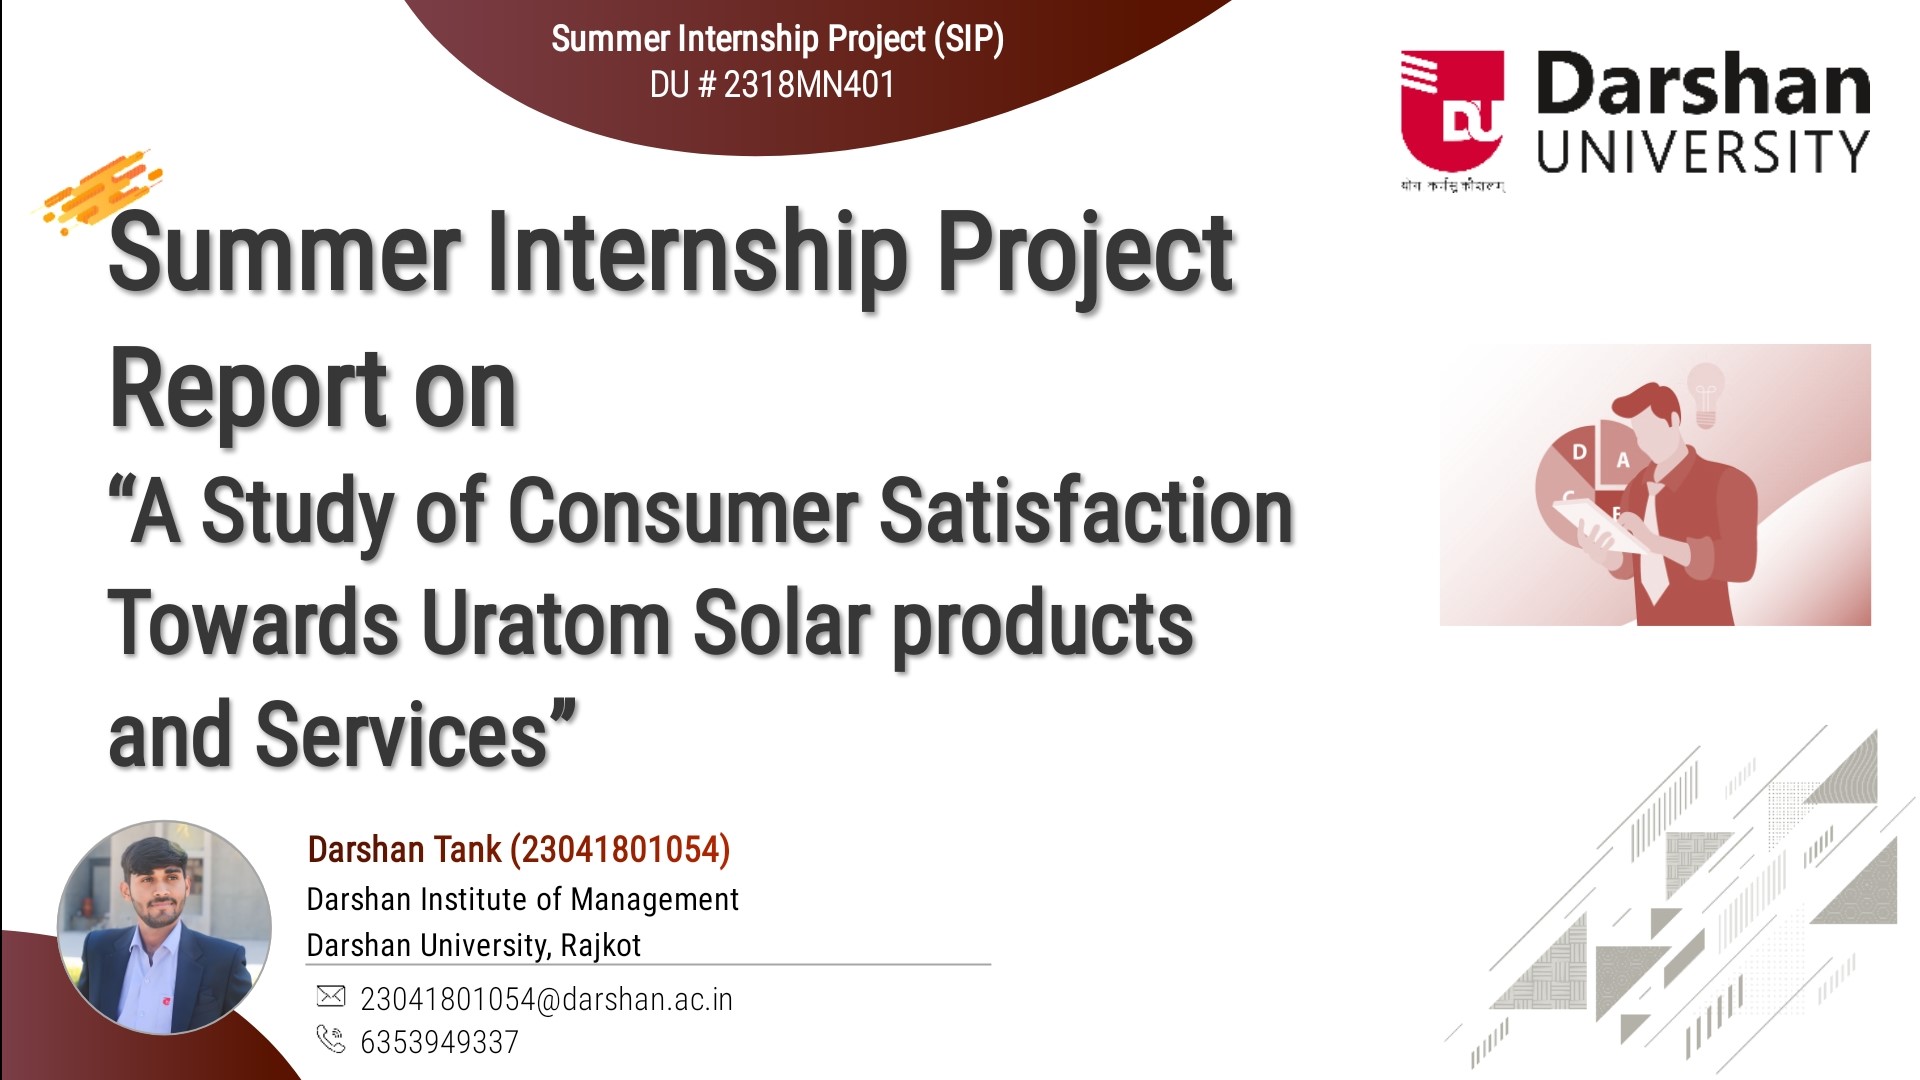 Summer Internship Project (SIP)
DU # 2318MN401
Darshan
UNIVERSITY
DU
Summer Internship Project
Report on
“A Study of Consumer Satisfaction
Towards Uratom Solar products
and Services”
D
A
C
Darshan Tank (23041801054)
Darshan Institute of Management
Darshan University, Rajkot
23041801054@darshan.ac.in
6353949337